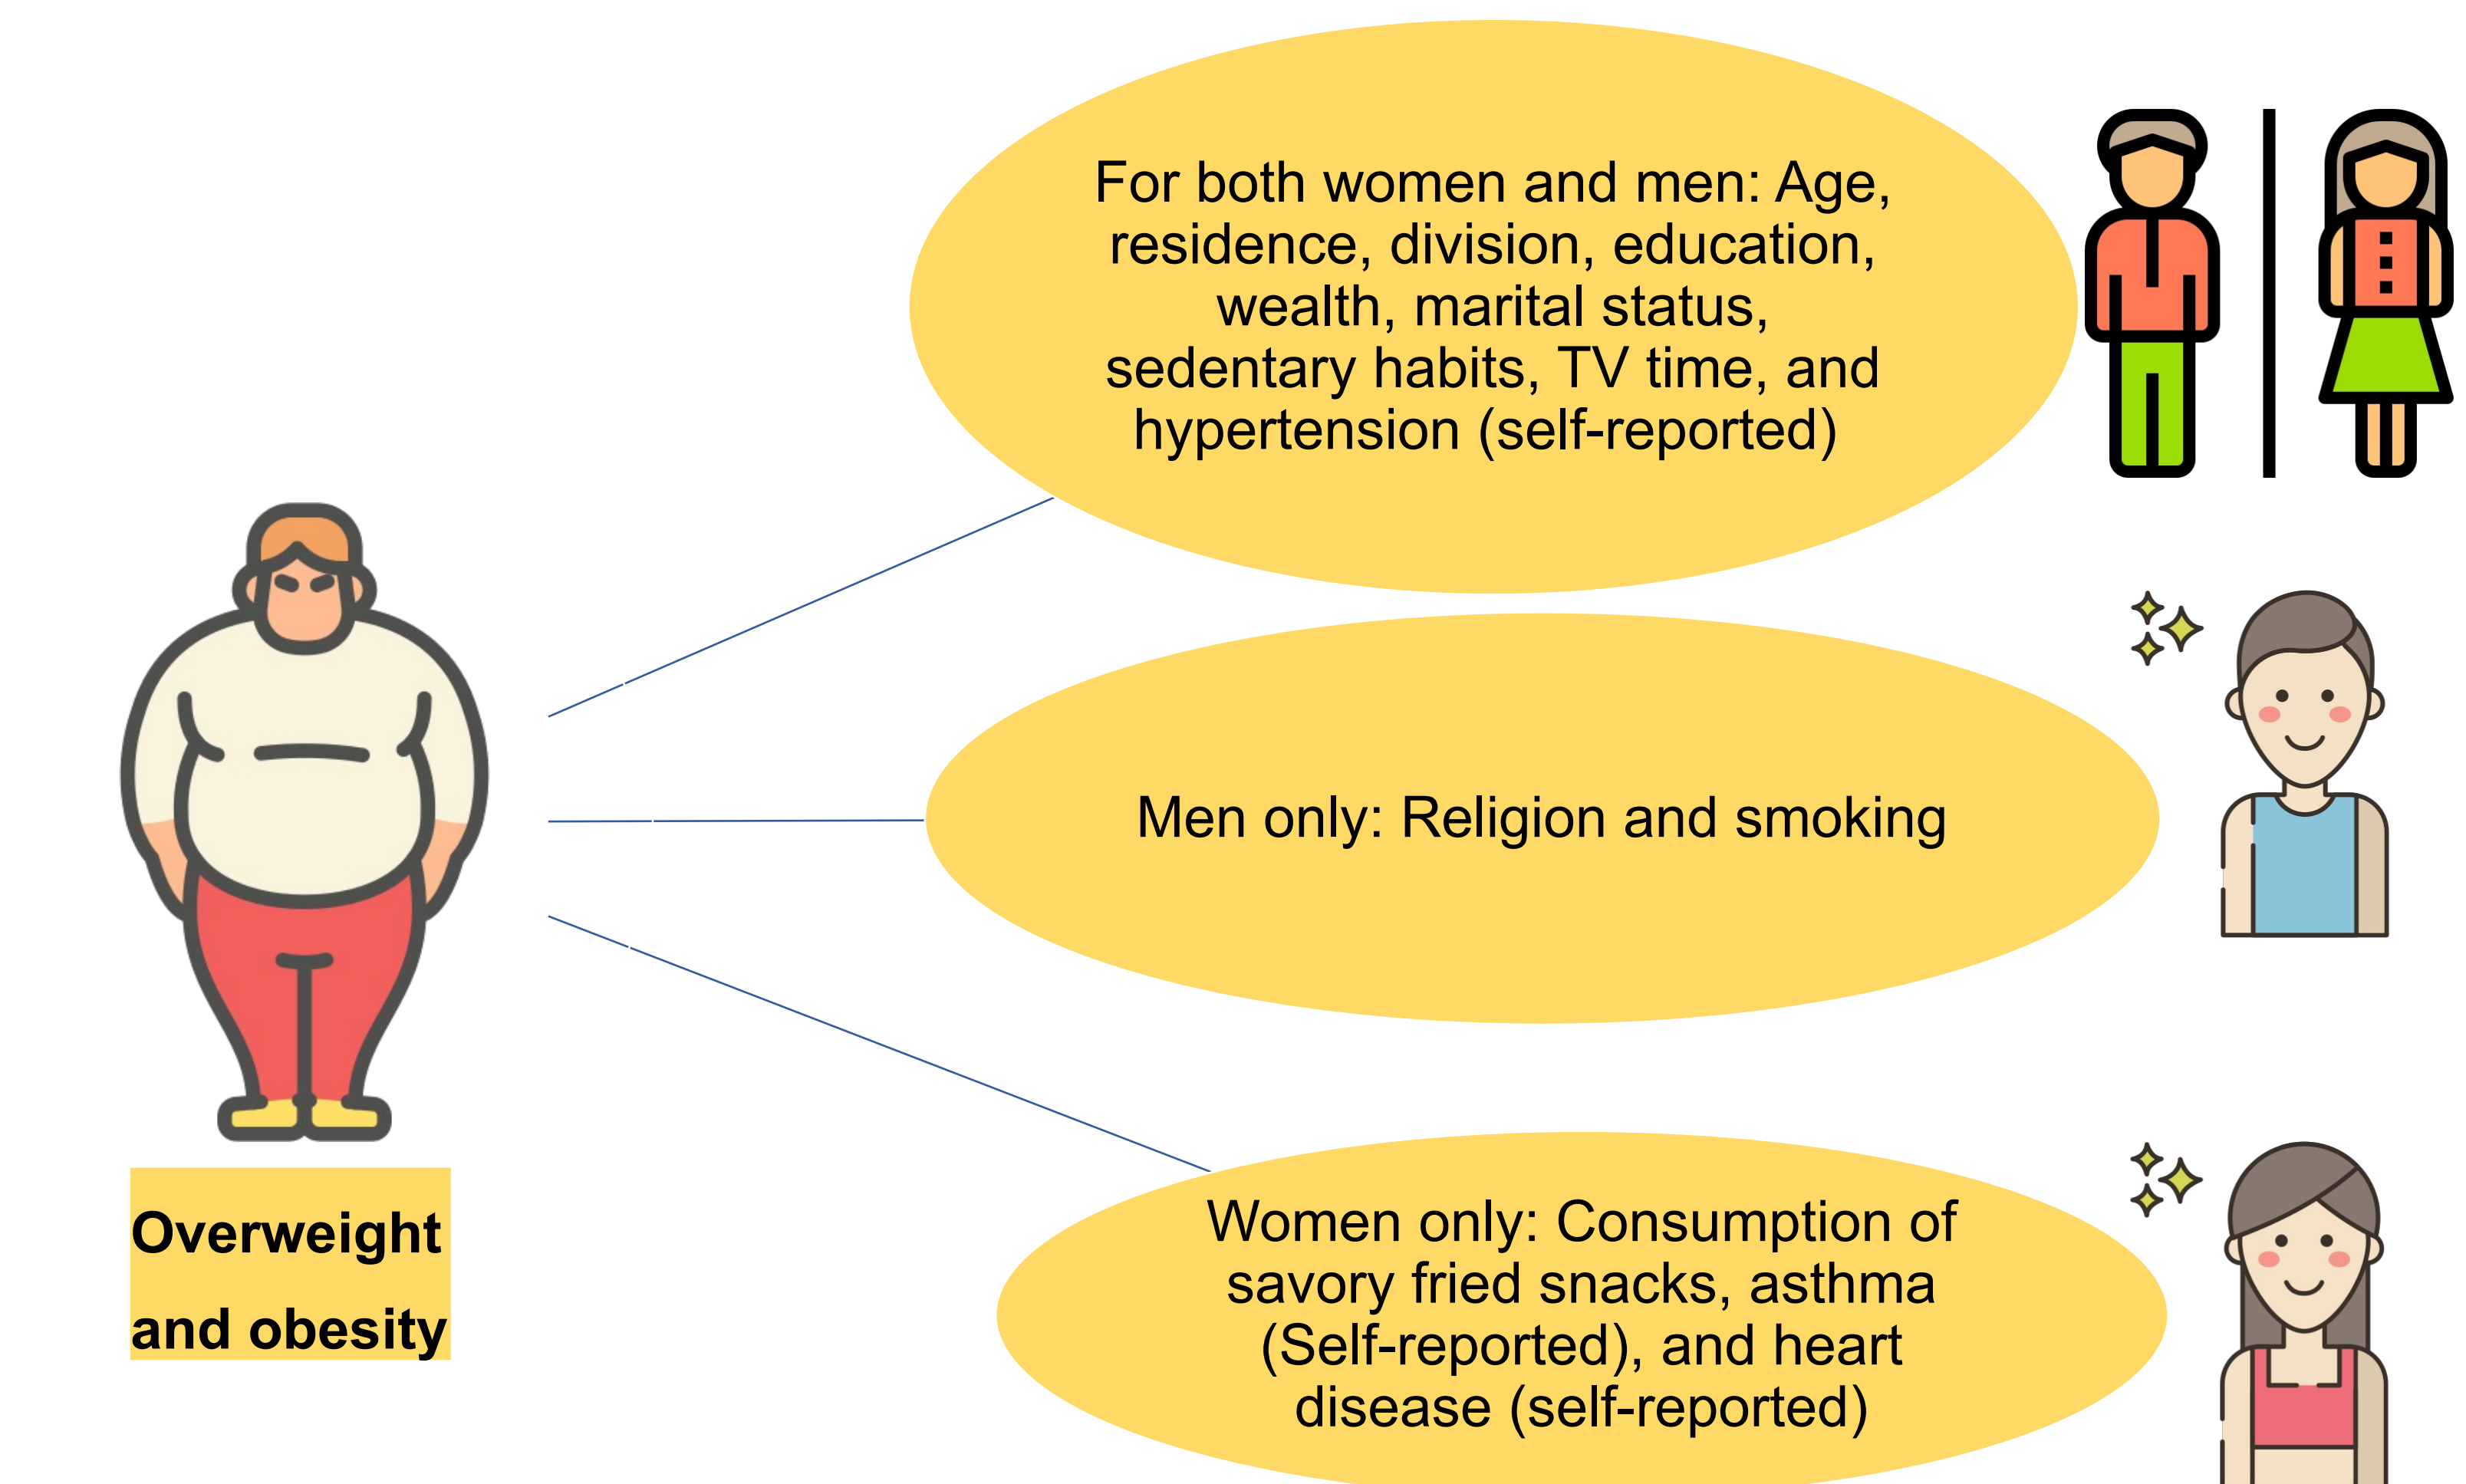 For both women and men: Age,
residence, division, education,
wealth, marital status,
sedentary habits, TV time, and
hypertension (self-reported)
Men only: Religion and smoking
Overweight
and obesity
Women only: Consumption of
savory fried snacks, asthma
(Self-reported), and heart
disease (self-reported)